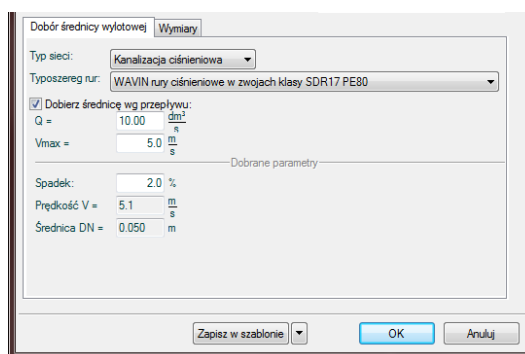 Dobór średnicy wylotowej Wymiary
Typ sieci: Kanalizacja ciśnieniowa
Typoszereg rur: WAVIN rury ciśnieniowe w zwojach klasy SDR17 PE80
Dobierz średnicę wg przepływu:
Q = 10.00 dm³/s
Vmax = 5.0 m/s
Dobrane parametry
Spadek: 2.0 %
Prędkość V = 5.1 m/s
Średnica DN = 0.050 m
Zapisz w szablonie OK Anuluj